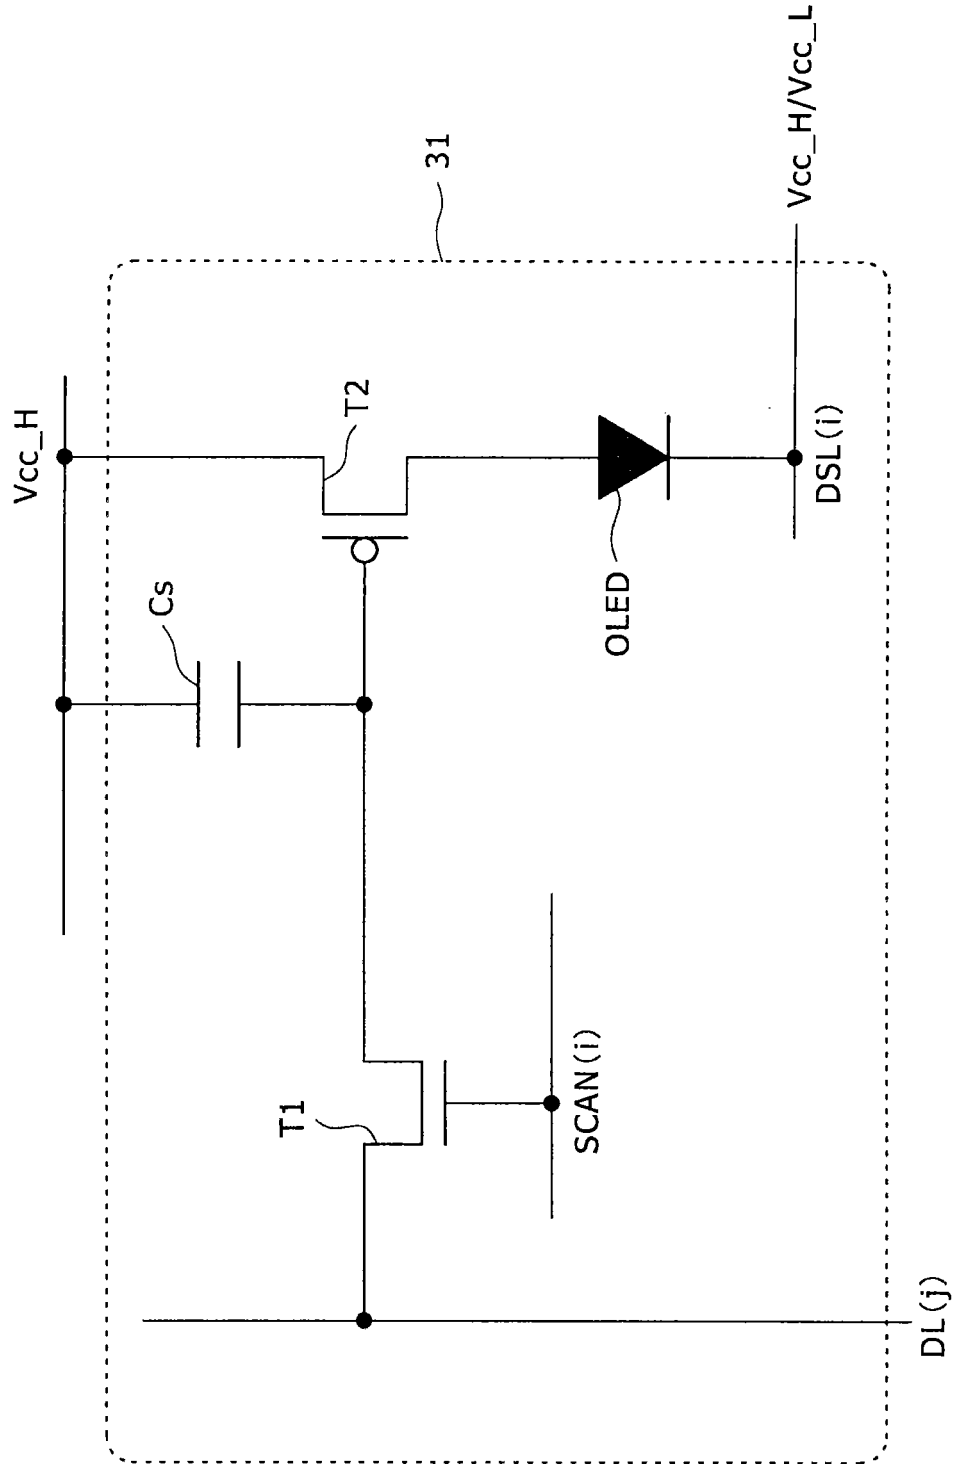 Vcc_H
Cs
T2
31
T1
OLED
Vcc_H/Vcc_L
SCAN(i)
DSL(i)
DL(j)